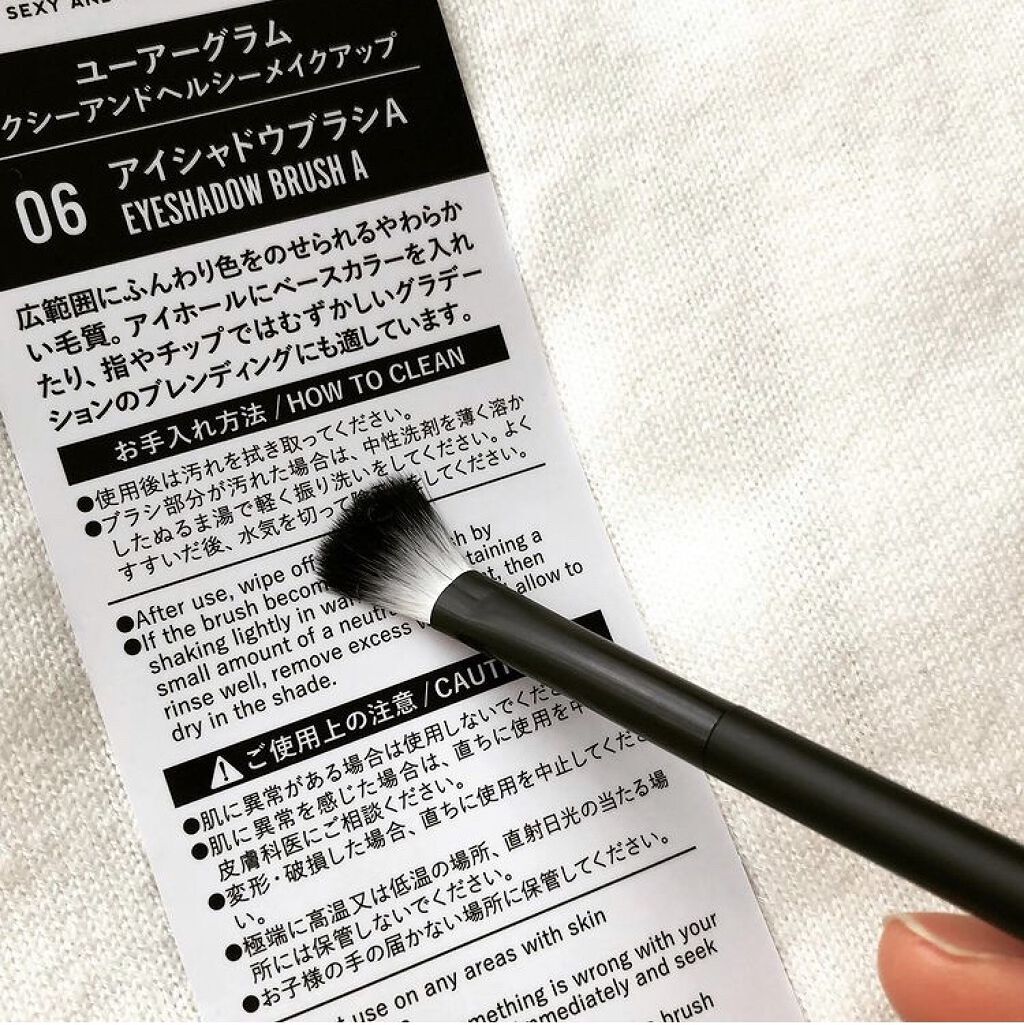 SEXY AND
ユーアーグラム
クシーアンドヘルシーメイクアップ
06
アイシャドウブラシA
EYESHADOW BRUSH A
広範囲にふんわり色をのせられるやわらか
い毛質。アイホールにベースカラーを入れ
たり、指やチップではむずかしいグラデー
ションのブレンディングにも適しています。
お手入れ方法 / HOW TO CLEAN
●使用後は汚れを拭き取ってください。
●ブラシ部分が汚れた場合は、中性洗剤を薄く溶か
したぬるま湯で軽く振り洗いをしてください。よく
すすいだ後、水気を切って してください。
●After use, wipe off
●If the brush by
shaking lightly in taining a
small amount of a then
rinse well, remove excess allow to
dry in the shade.
ご使用上の注意 /
●肌に異常がある場合は使用しないでくだ
●肌に異常を感じた場合は、直ちに使用を中
皮膚科医にご相談ください。
●変形・破損した場合、直ちに使用を中止してくだ
い。
●極端に高温又は低温の場所、直射日光の当たる場
所には保管しないでください。
●お子様の手の届かない場所に保管してください。
use on any areas with skin
mething is wrong with your
mmediately and seek
brush